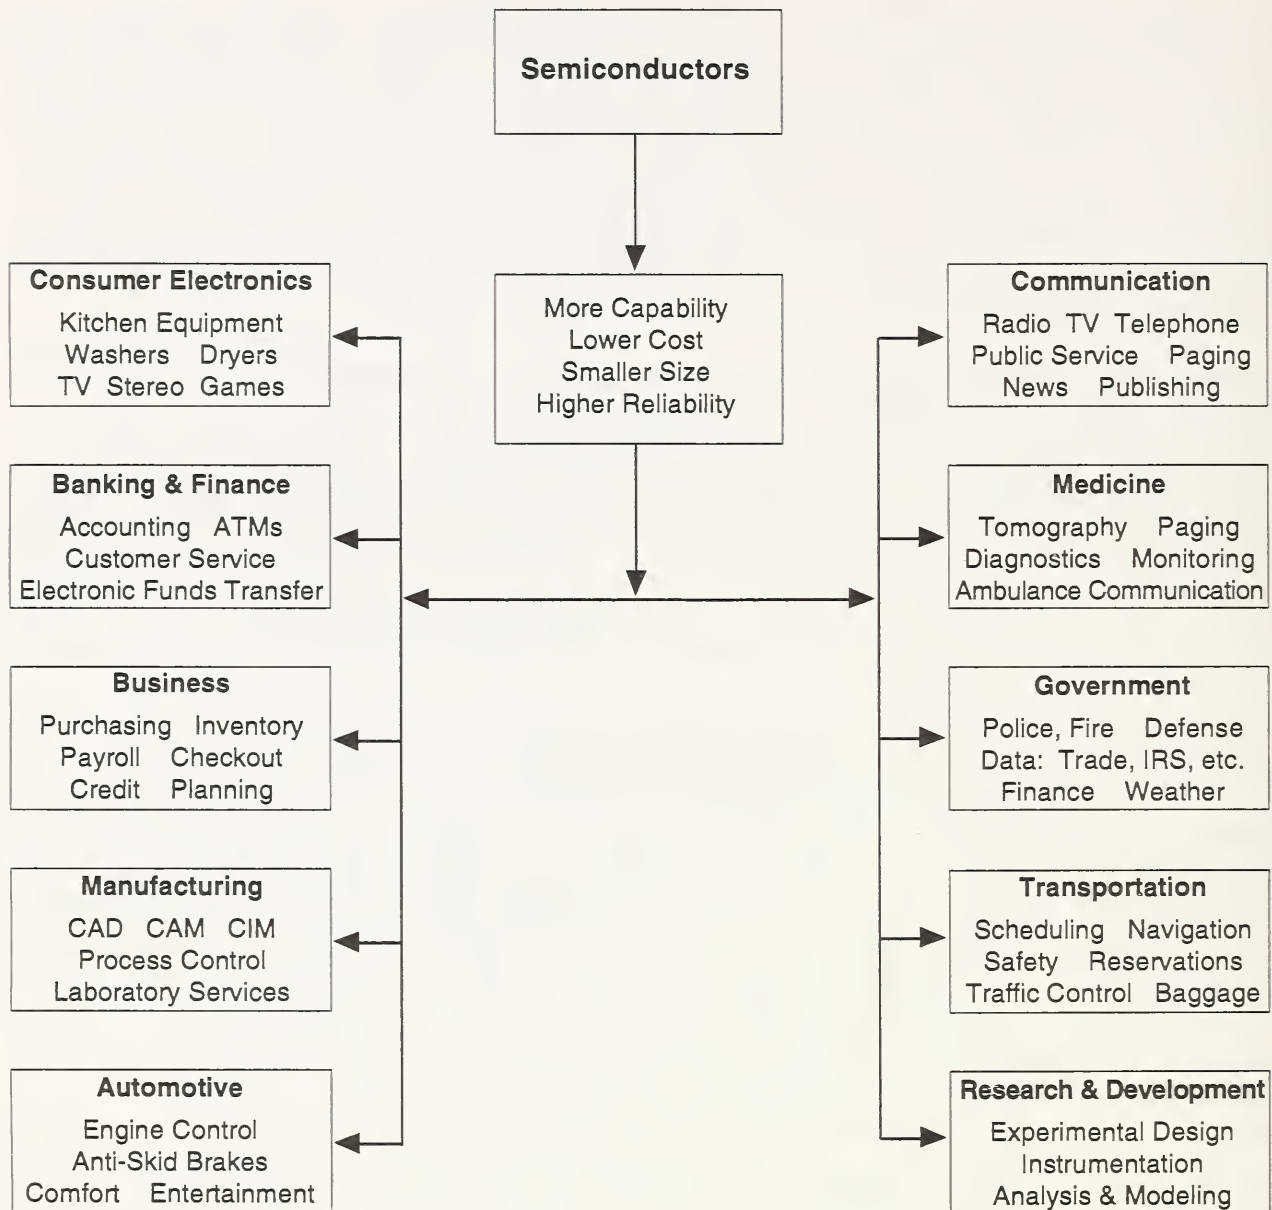 Semiconductors
More Capability
Lower Cost
Smaller Size
Higher Reliability
Consumer Electronics
Kitchen Equipment
Washers Dryers
TV Stereo Games
Banking & Finance
Accounting ATMs
Customer Service
Electronic Funds Transfer
Business
Purchasing Inventory
Payroll Checkout
Credit Planning
Manufacturing
CAD CAM CIM
Process Control
Laboratory Services
Automotive
Engine Control
Anti-Skid Brakes
Comfort Entertainment
Communication
Radio TV Telephone
Public Service Paging
News Publishing
Medicine
Tomography Paging
Diagnostics Monitoring
Ambulance Communication
Government
Police, Fire Defense
Data: Trade, IRS, etc.
Finance Weather
Transportation
Scheduling Navigation
Safety Reservations
Traffic Control Baggage
Research & Development
Experimental Design
Instrumentation
Analysis & Modeling